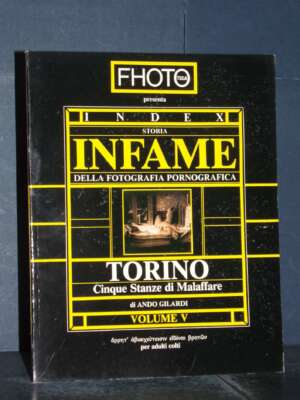 FHOTO
presenta
INDEX
STORIA
INFAME
DELLA FOTOGRAFIA PORNOGRAFICA
TORINO
Cinque Stanze di Malaffare
di ANDO GILARDI
VOLUME V
per adulti colti